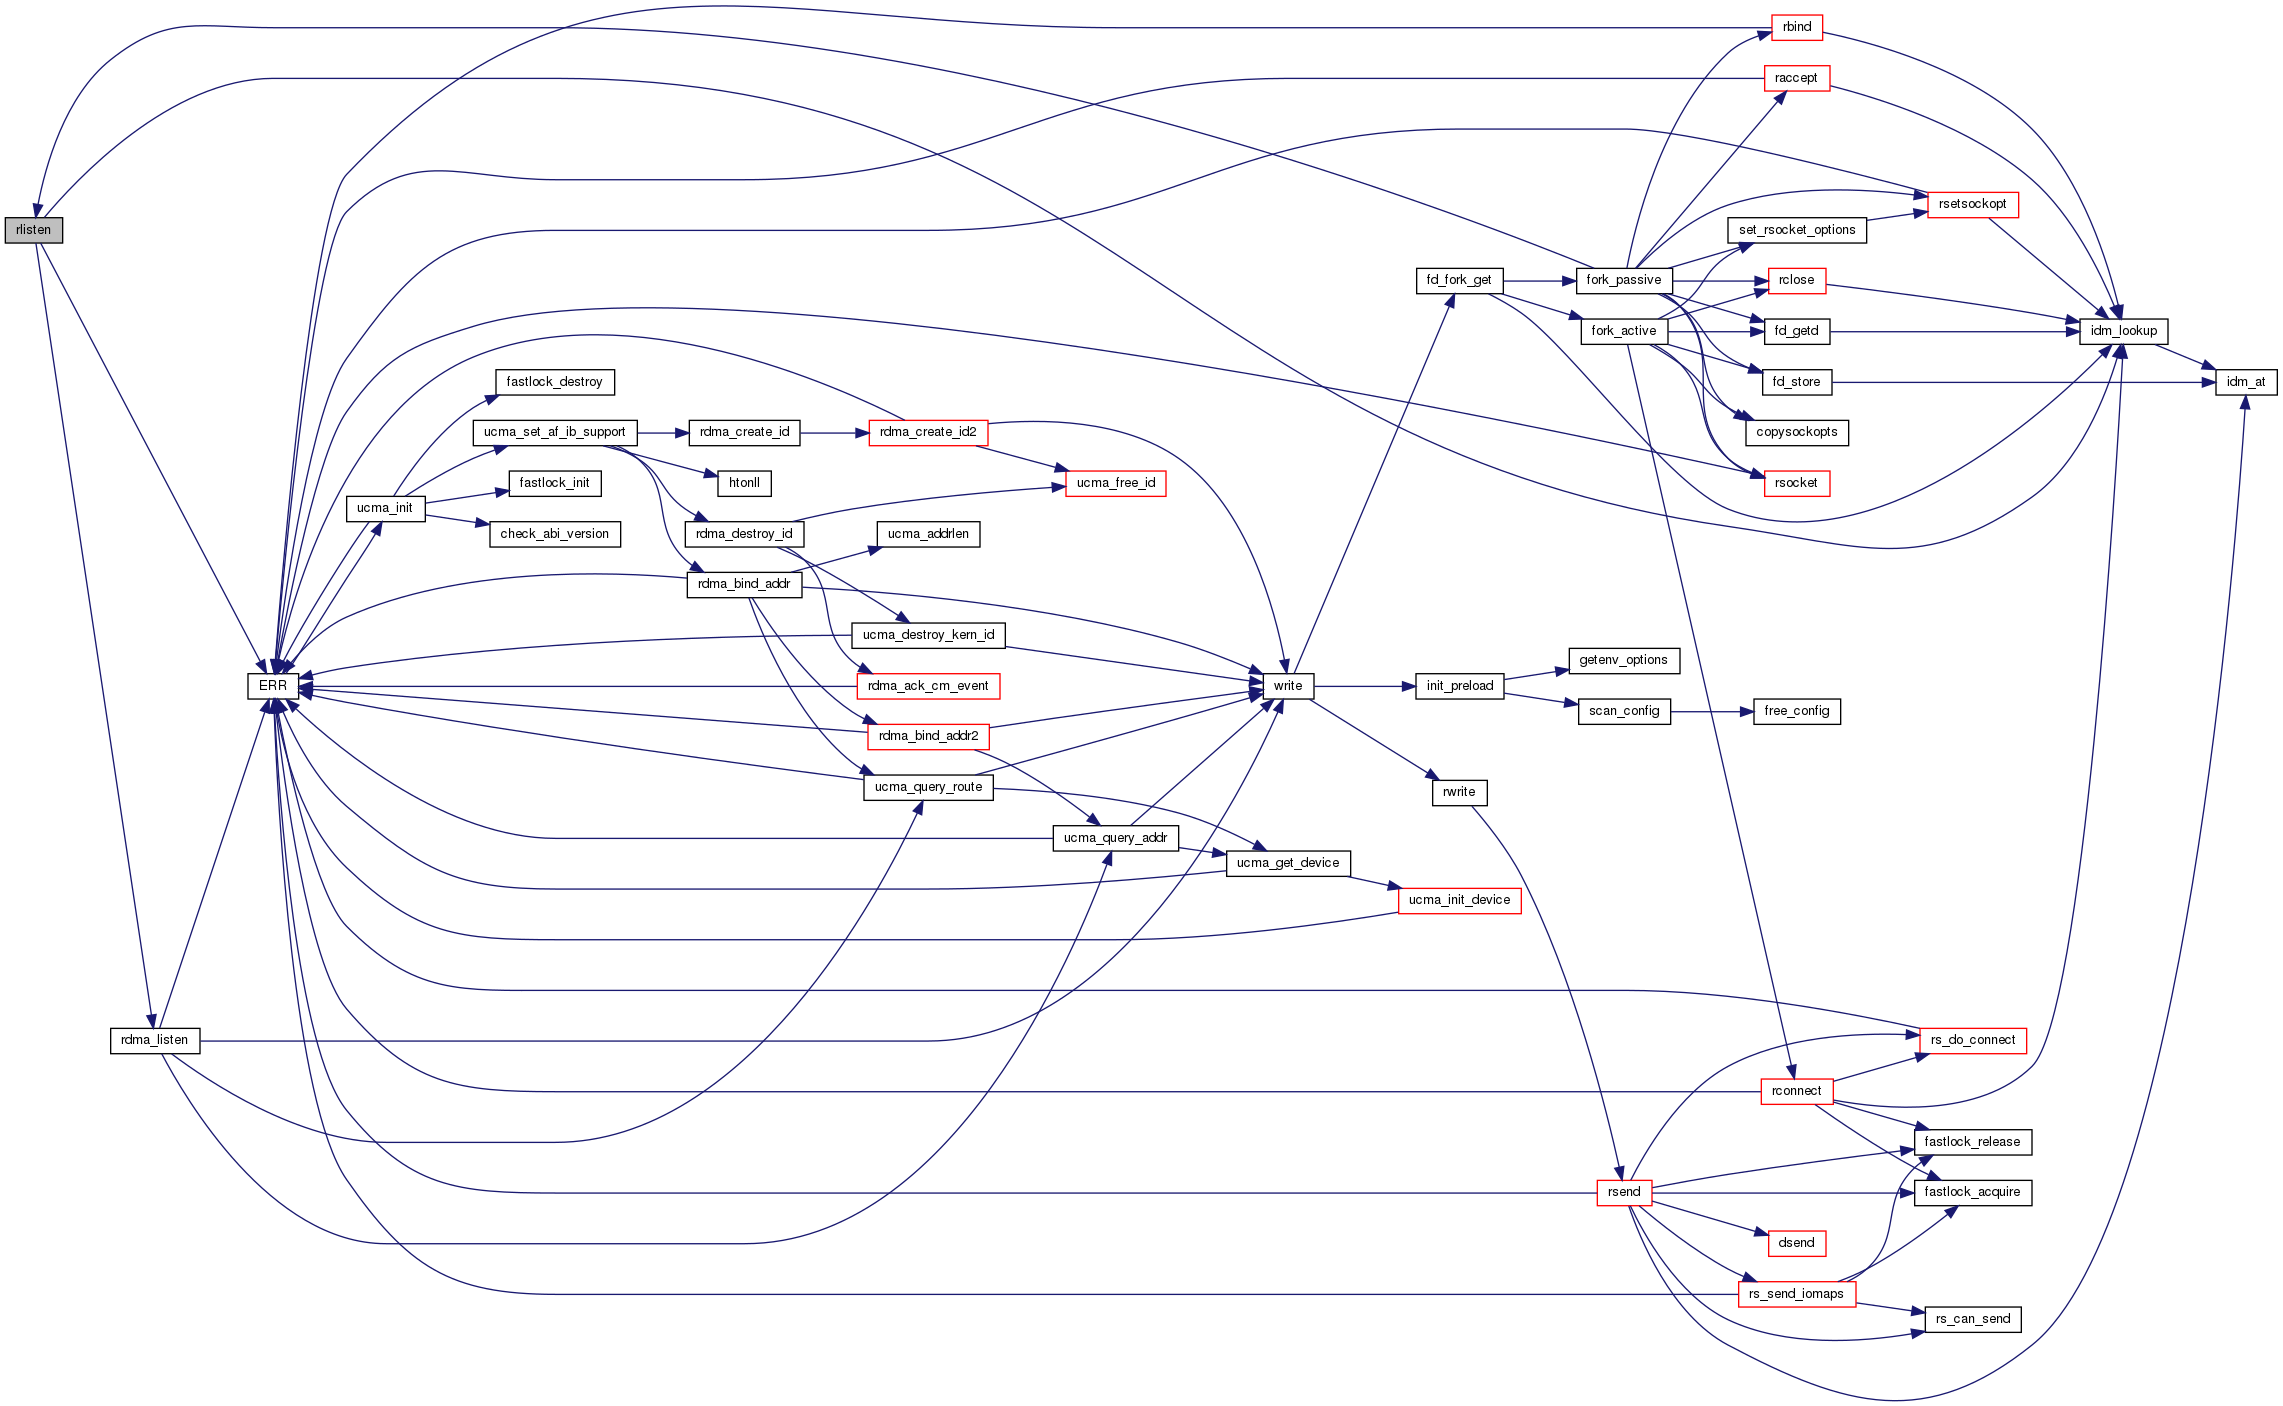 rbind
raccept
rsetsockopt
rlisten
set_rsocket_options
fd_fork_get
fork_passive
rclose
fork_active
fd_getd
idm_lookup
fastlock_destroy
fd_store
idm_at
ucma_set_af_ib_support
rdma_create_id
rdma_create_id2
copysockopts
fastlock_init
htonll
ucma_free_id
rsocket
ucma_init
check_abi_version
rdma_destroy_id
ucma_addrlen
rdma_bind_addr
ucma_destroy_kern_id
getenv_options
ERR
rdma_ack_cm_event
write
init_preload
scan_config
free_config
rdma_bind_addr2
ucma_query_route
rwrite
ucma_query_addr
ucma_get_device
ucma_init_device
rdma_listen
rs_do_connect
rconnect
fastlock_release
rsend
fastlock_acquire
dsend
rs_send_iomaps
rs_can_send